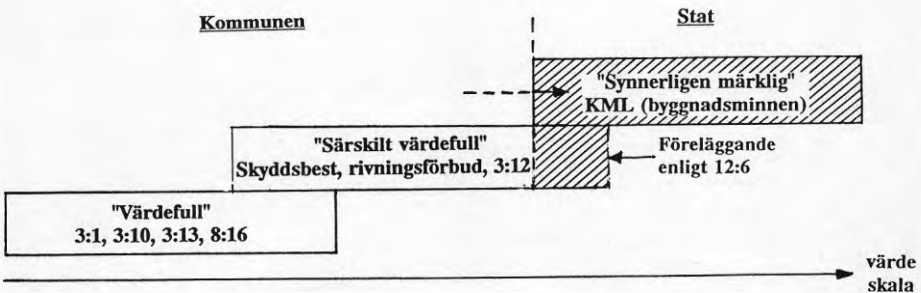 Kommunen
Stat
"Synnerligen märklig"
KML (byggnadsminnen)
"Särskilt värdefull"
Skyddsbest, rivningsförbud, 3:12
Föreläggande
enligt 12:6
"Värdefull"
3:1, 3:10, 3:13, 8:16
värde
skala